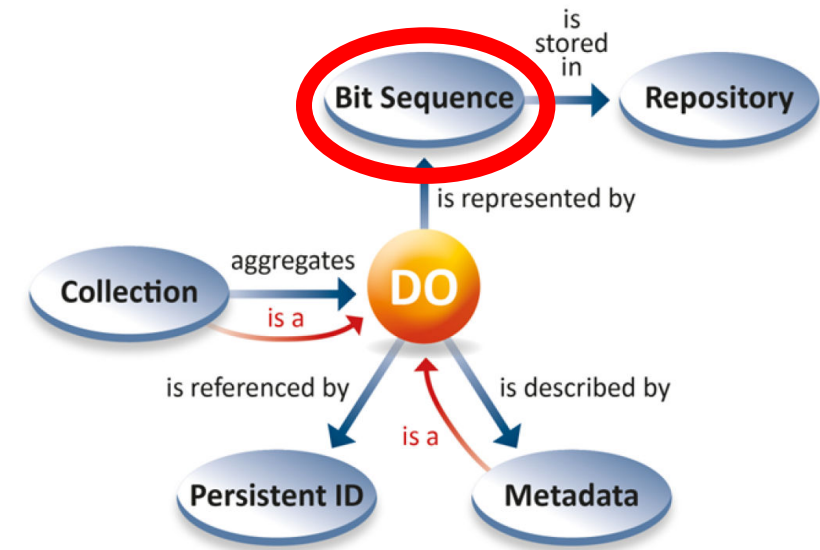 is
stored
in
Bit Sequence
Repository
is represented by
aggregates
Collection
DO
is a
is referenced by
is described by
is a
Persistent ID
Metadata